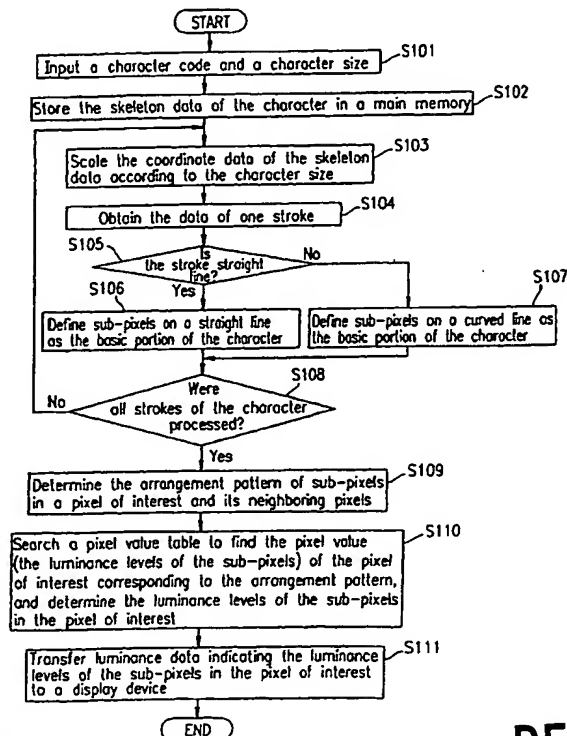 START
S101
Input a character code and a character size
S102
Store the skeleton data of the character in a main memory
S103
Scale the coordinate data of the skeleton
data according to the character size
S104
Obtain the data of one stroke
S105
Is
the stroke straight
line?
No
Yes
S106
Define sub-pixels on a straight line
as the basic portion of the character
S107
Define sub-pixels on a curved line as
the basic portion of the character
S108
Were
all strokes of the character
processed?
No
Yes
S109
Determine the arrangement pattern of sub-pixels
in a pixel of interest and its neighboring pixels
S110
Search a pixel value table to find the pixel value
(the luminance levels of the sub-pixels) of the pixel
of interest corresponding to the arrangement pattern,
and determine the luminance levels of the sub-pixels
in the pixel of interest
S111
Transfer luminance data indicating the luminance
levels of the sub-pixels in the pixel of interest
to a display device
END